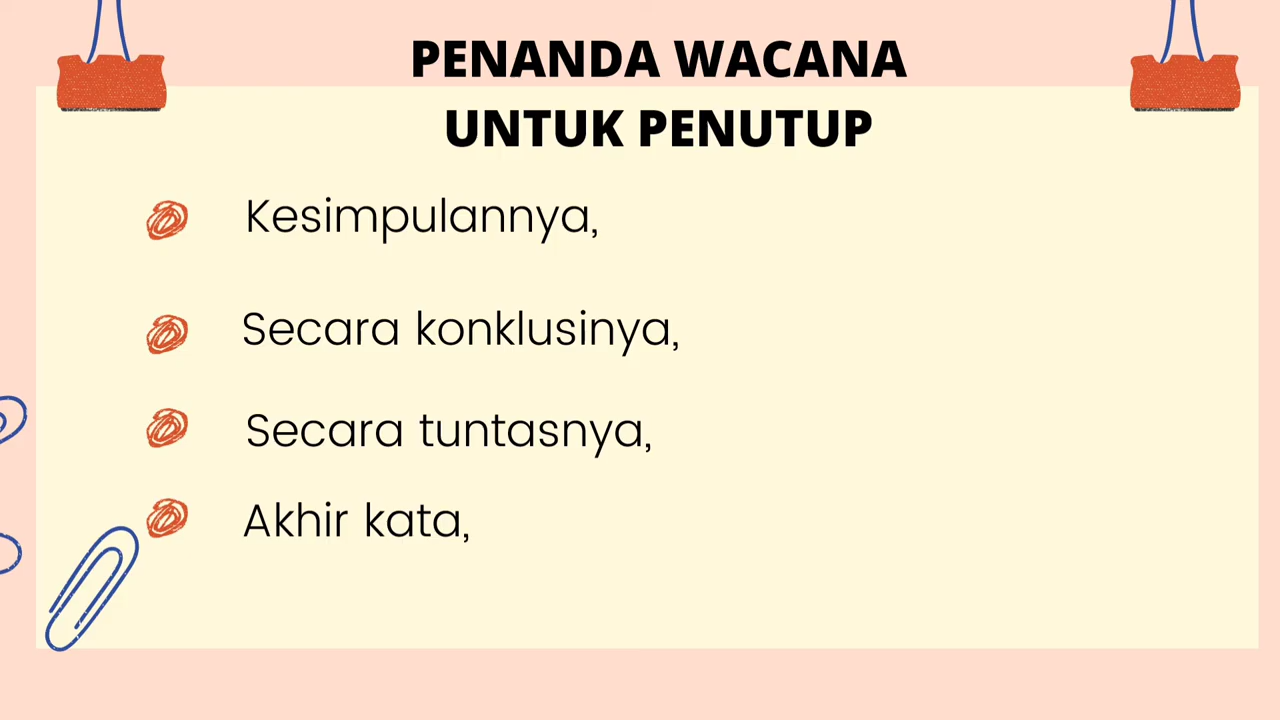 PENANDA WACANA
UNTUK PENUTUP
Kesimpulannya,
Secara konklusinya,
Secara tuntasnya,
Akhir kata,